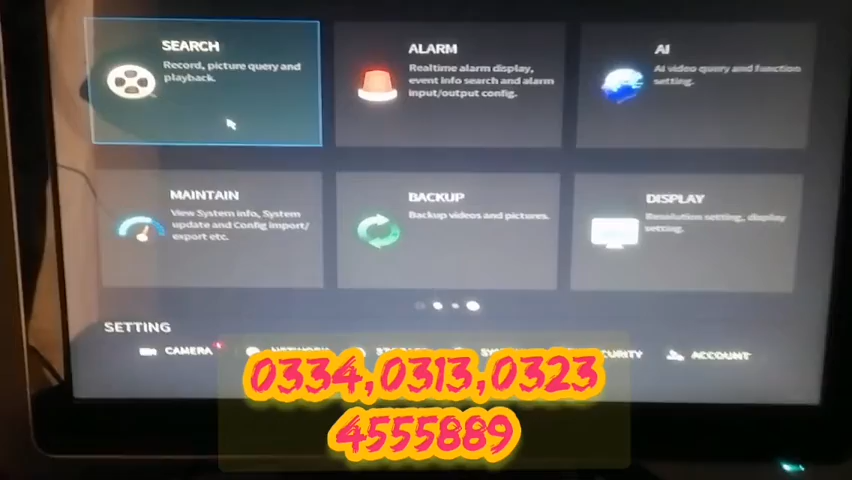 SEARCH
Record, picture query and
playback.
ALARM
Realtime alarm display,
event info search and alarm
input/output config.
AI
AI video query and function
setting.
MAINTAIN
View System info, System
update and Config import/
export etc.
BACKUP
Backup videos and pictures.
DISPLAY
Resolution setting, display
setting.
SETTING
CAMERA ACCOUNT
0334,0313,0323
4555889